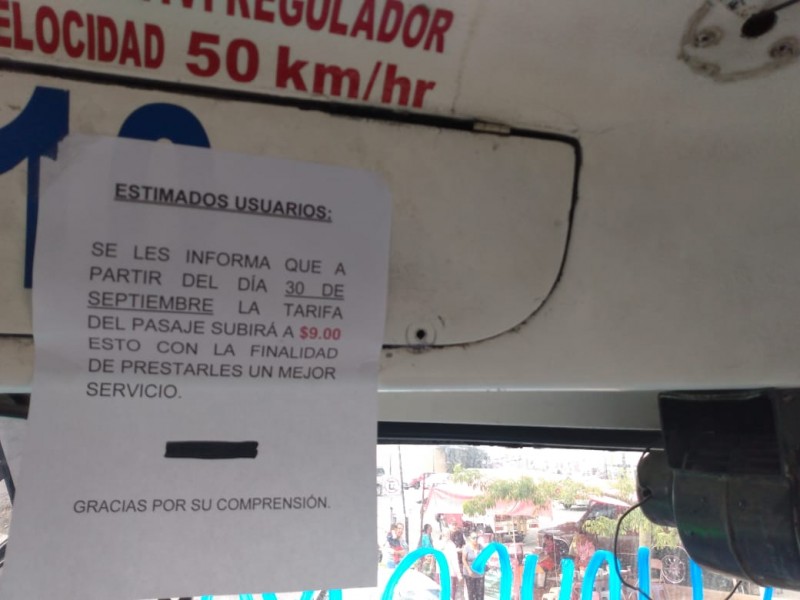 REGULADOR
VELOCIDAD 50 km/hr
ESTIMADOS USUARIOS:
SE LES INFORMA QUE A
PARTIR DEL DÍA 30 DE
SEPTIEMBRE LA TARIFA
DEL PASAJE SUBIRÁ A $9.00
ESTO CON LA FINALIDAD
DE PRESTARLES UN MEJOR
SERVICIO.
GRACIAS POR SU COMPRENSIÓN.